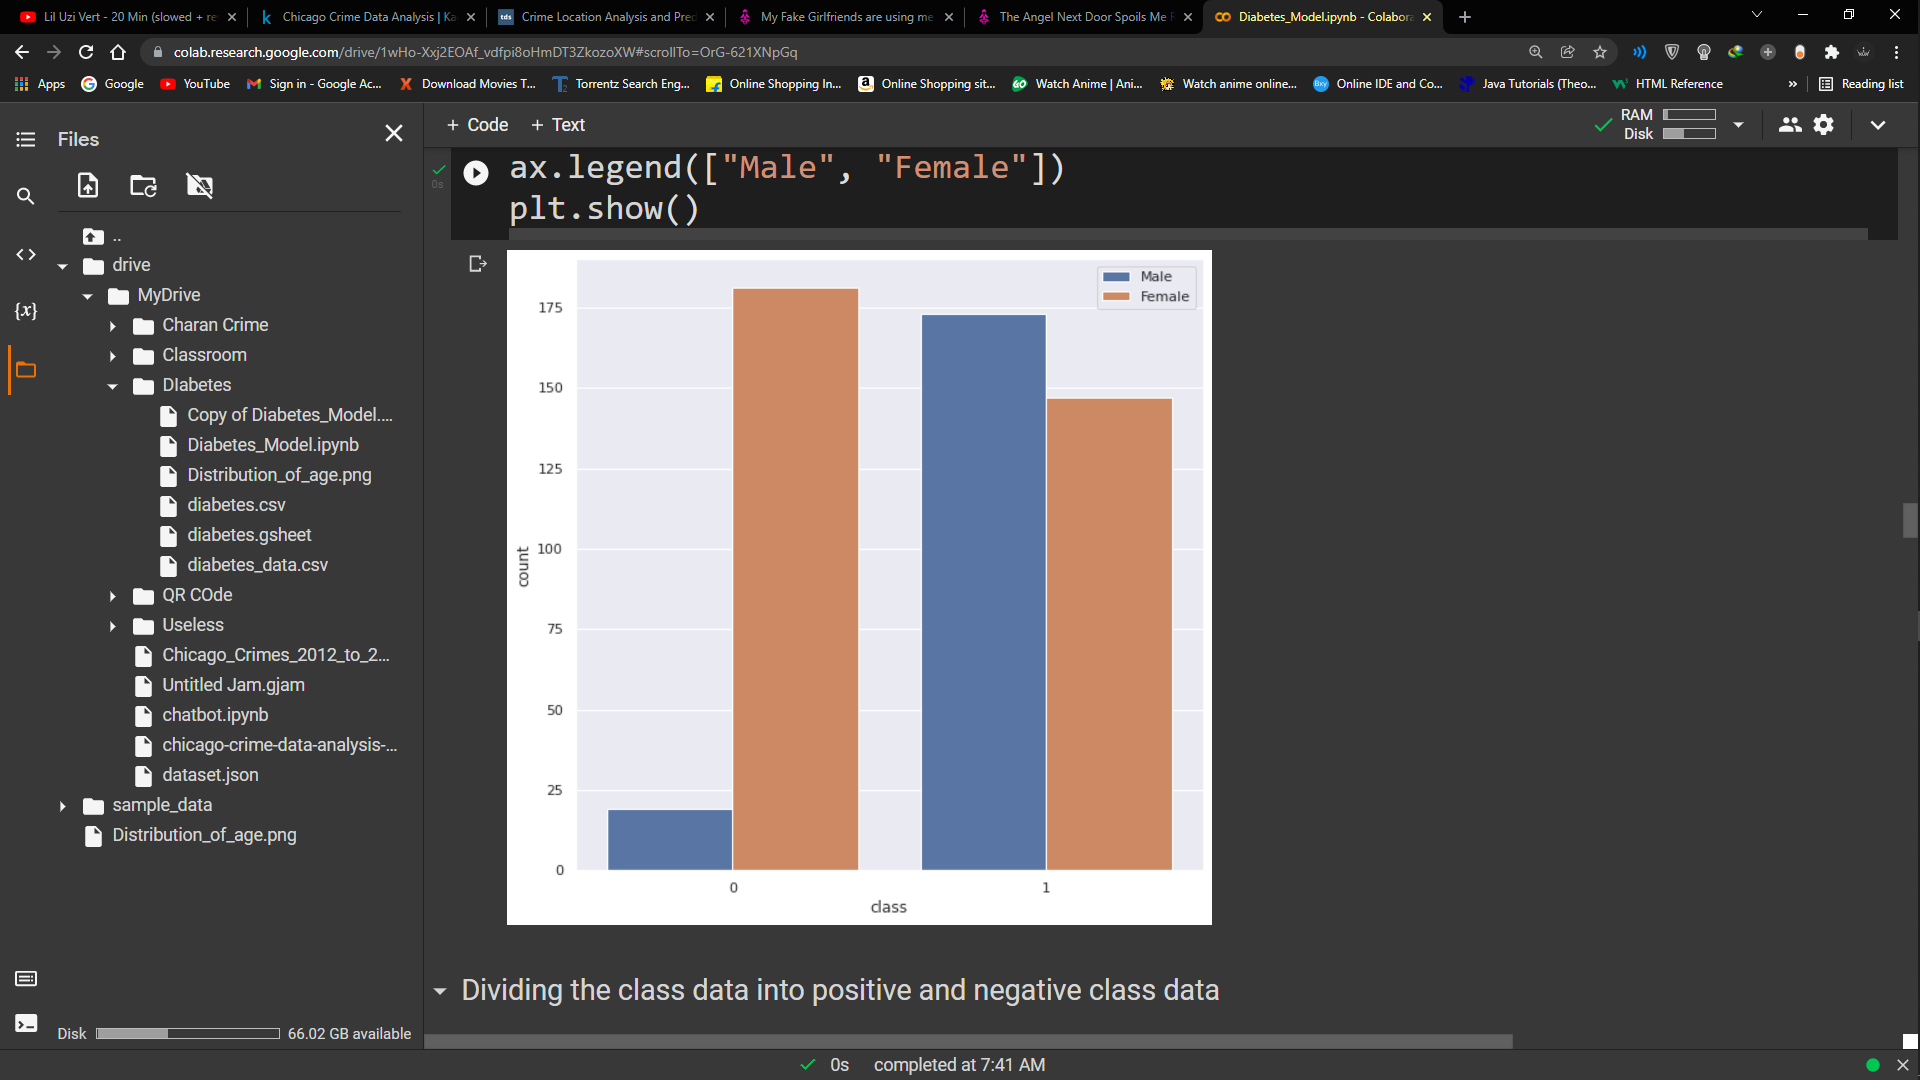 Lil Uzi Vert - 20 Min (slowed + re
Chicago Crime Data Analysis | Ka
tds
Crime Location Analysis and Pred
My Fake Girlfriends are using me
The Angel Next Door Spoils Me R
Diabetes_Model.ipynb - Colabora
colab.research.google.com/drive/1wHo-Xxj2EOAf_vdfpi8oHmDT3ZkozoXW#scrollTo=OrG-621XNpGq
Apps
Google
YouTube
Sign in - Google Ac...
Download Movies T...
Torrentz Search Eng...
Online Shopping In...
Online Shopping sit...
Watch Anime | Ani...
Watch anime online...
Online IDE and Co...
Java Tutorials (Theo...
HTML Reference
»
Reading list
Files
+ Code + Text
RAM
Disk
..
drive
MyDrive
Charan Crime
Classroom
DIabetes
Copy of Diabetes_Model....
Diabetes_Model.ipynb
Distribution_of_age.png
diabetes.csv
diabetes.gsheet
diabetes_data.csv
QR COde
Useless
Chicago_Crimes_2012_to_2...
Untitled Jam.gjam
chatbot.ipynb
chicago-crime-data-analysis-...
dataset.json
sample_data
Distribution_of_age.png
Disk 66.02 GB available
0s
ax.legend(["Male", "Female"])
plt.show()
Male
Female
175
150
125
100
75
50
25
0
count
0 1
class
Dividing the class data into positive and negative class data
0s completed at 7:41 AM